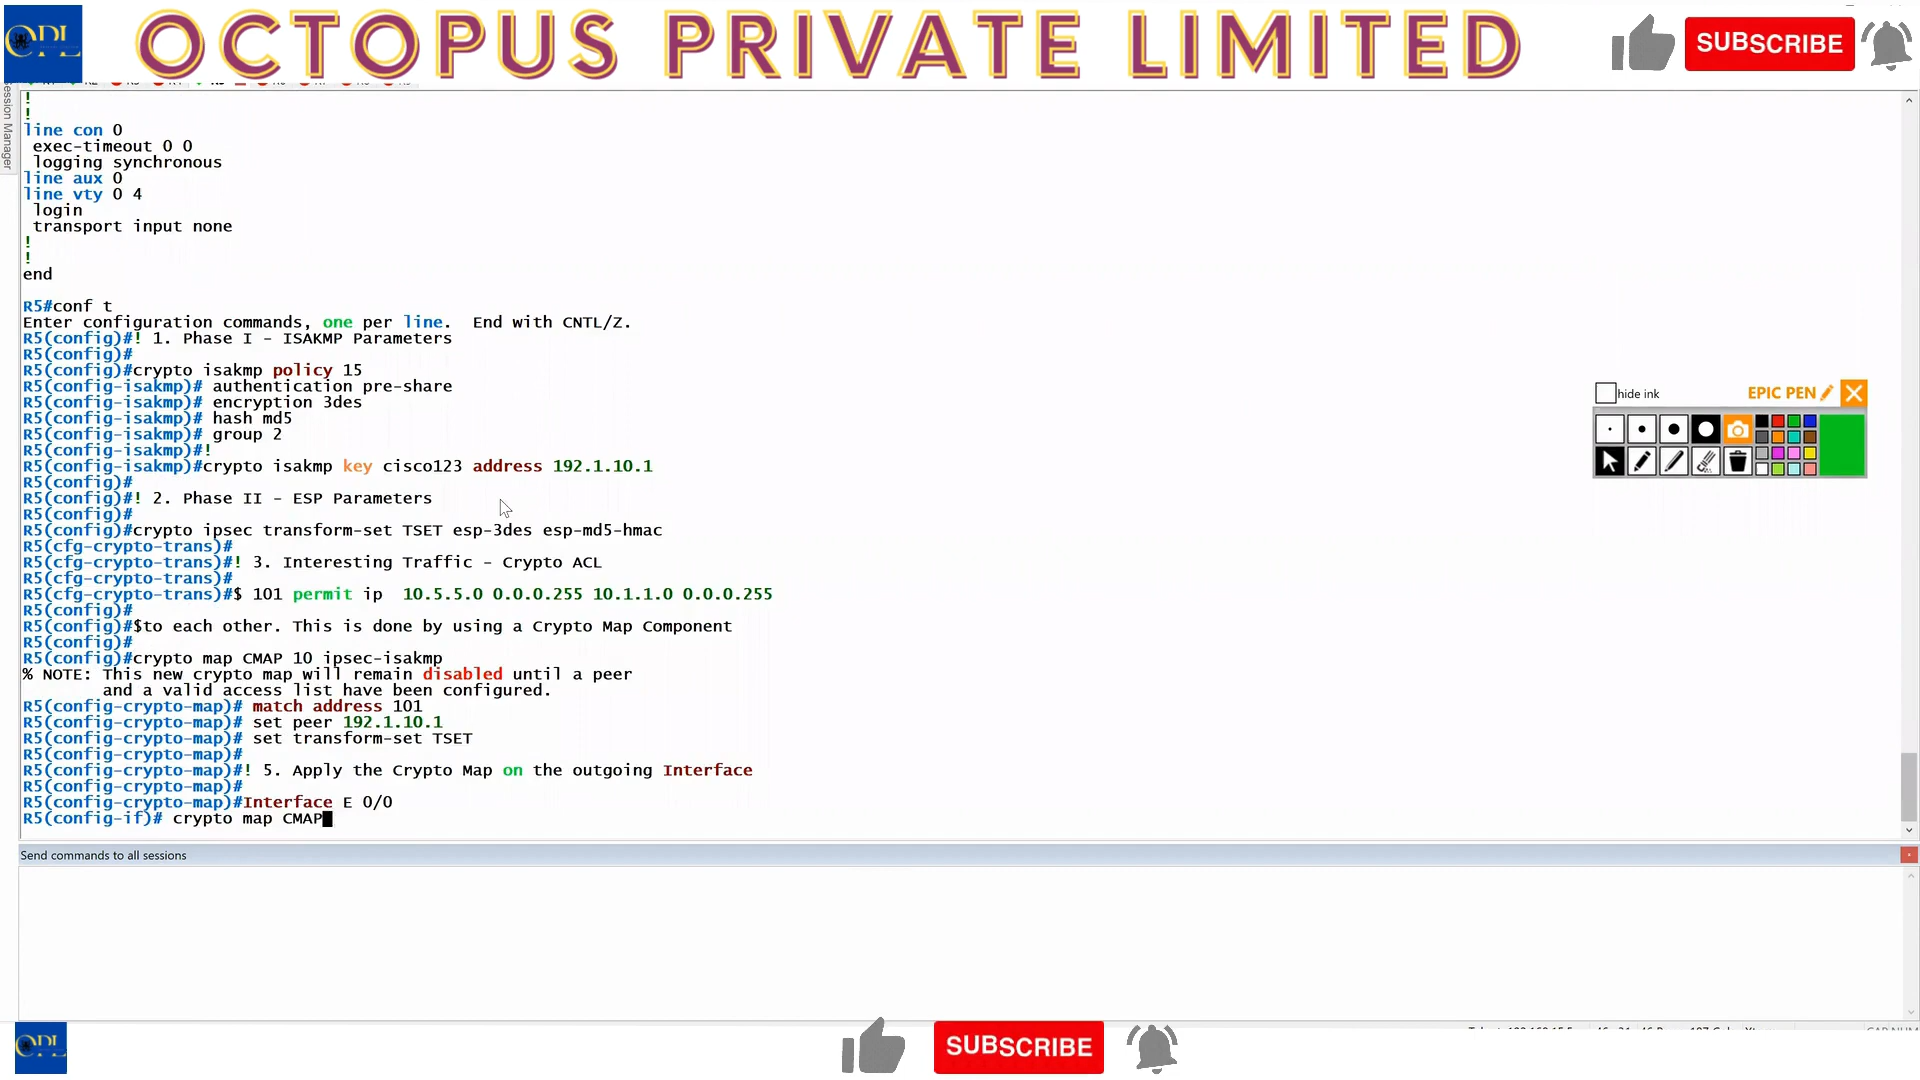 OPL OCTOPUS PRIVATE LIMITED SUBSCRIBE
Session Manager
!
!
line con 0
exec-timeout 0 0
logging synchronous
line aux 0
line vty 0 4
login
transport input none
!
!
end
R5#conf t
Enter configuration commands, one per line.  End with CNTL/Z.
R5(config)#! 1. Phase I - ISAKMP Parameters
R5(config)#
R5(config)#crypto isakmp policy 15
R5(config-isakmp)# authentication pre-share
R5(config-isakmp)# encryption 3des
R5(config-isakmp)# hash md5
R5(config-isakmp)# group 2
R5(config-isakmp)#!
R5(config-isakmp)#crypto isakmp key cisco123 address 192.1.10.1
R5(config)#
R5(config)#! 2. Phase II - ESP Parameters
R5(config)#
R5(config)#crypto ipsec transform-set TSET esp-3des esp-md5-hmac
R5(cfg-crypto-trans)#
R5(cfg-crypto-trans)#! 3. Interesting Traffic - Crypto ACL
R5(cfg-crypto-trans)#
R5(cfg-crypto-trans)#$ 101 permit ip  10.5.5.0 0.0.0.255 10.1.1.0 0.0.0.255
R5(config)#
R5(config)#$to each other. This is done by using a Crypto Map Component
R5(config)#
R5(config)#crypto map CMAP 10 ipsec-isakmp
% NOTE: This new crypto map will remain disabled until a peer
and a valid access list have been configured.
R5(config-crypto-map)# match address 101
R5(config-crypto-map)# set peer 192.1.10.1
R5(config-crypto-map)# set transform-set TSET
R5(config-crypto-map)#
R5(config-crypto-map)#! 5. Apply the Crypto Map on the outgoing Interface
R5(config-crypto-map)#
R5(config-crypto-map)#Interface E 0/0
R5(config-if)# crypto map CMAP
hide ink EPIC PEN
Send commands to all sessions
OPL SUBSCRIBE